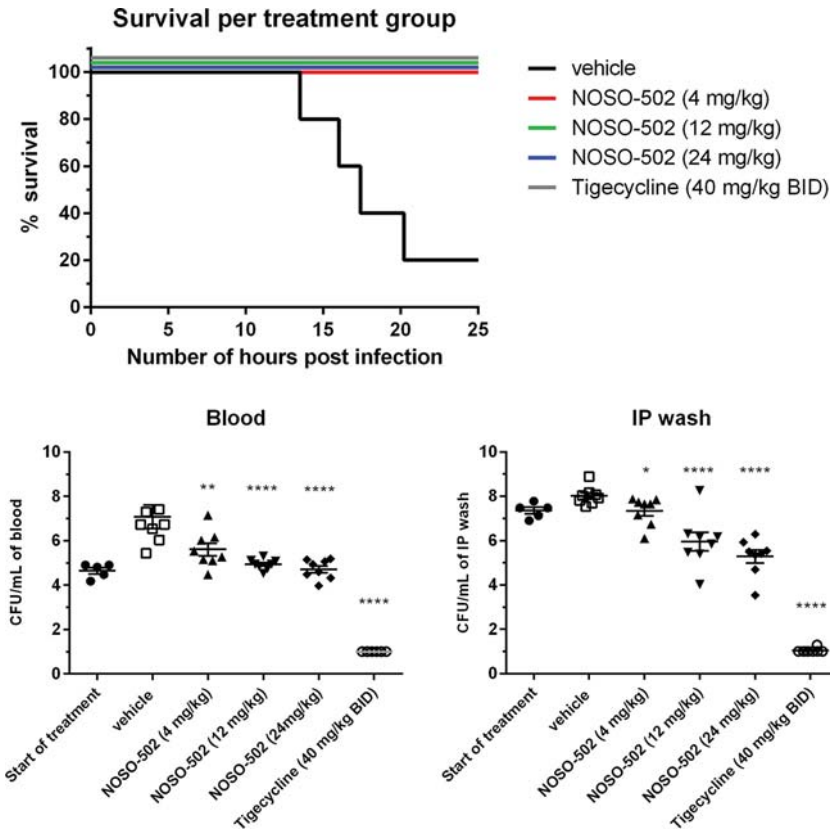 Survival per treatment group
% survival
100
80
60
40
20
0
0 5 10 15 20 25
Number of hours post infection
vehicle
NOSO-502 (4 mg/kg)
NOSO-502 (12 mg/kg)
NOSO-502 (24 mg/kg)
Tigecycline (40 mg/kg BID)
Blood
CFU/mL of blood
10
8
6
4
2
0
** **** **** ****
Start of treatment
vehicle
NOSO-502 (4 mg/kg)
NOSO-502 (12 mg/kg)
NOSO-502 (24mg/kg)
Tigecycline (40 mg/kg BID)
IP wash
CFU/mL of IP wash
10
8
6
4
2
0
* **** **** ****
Start of treatment
vehicle
NOSO-502 (4 mg/kg)
NOSO-502 (12 mg/kg)
NOSO-502 (24 mg/kg)
Tigecycline (40 mg/kg BID)